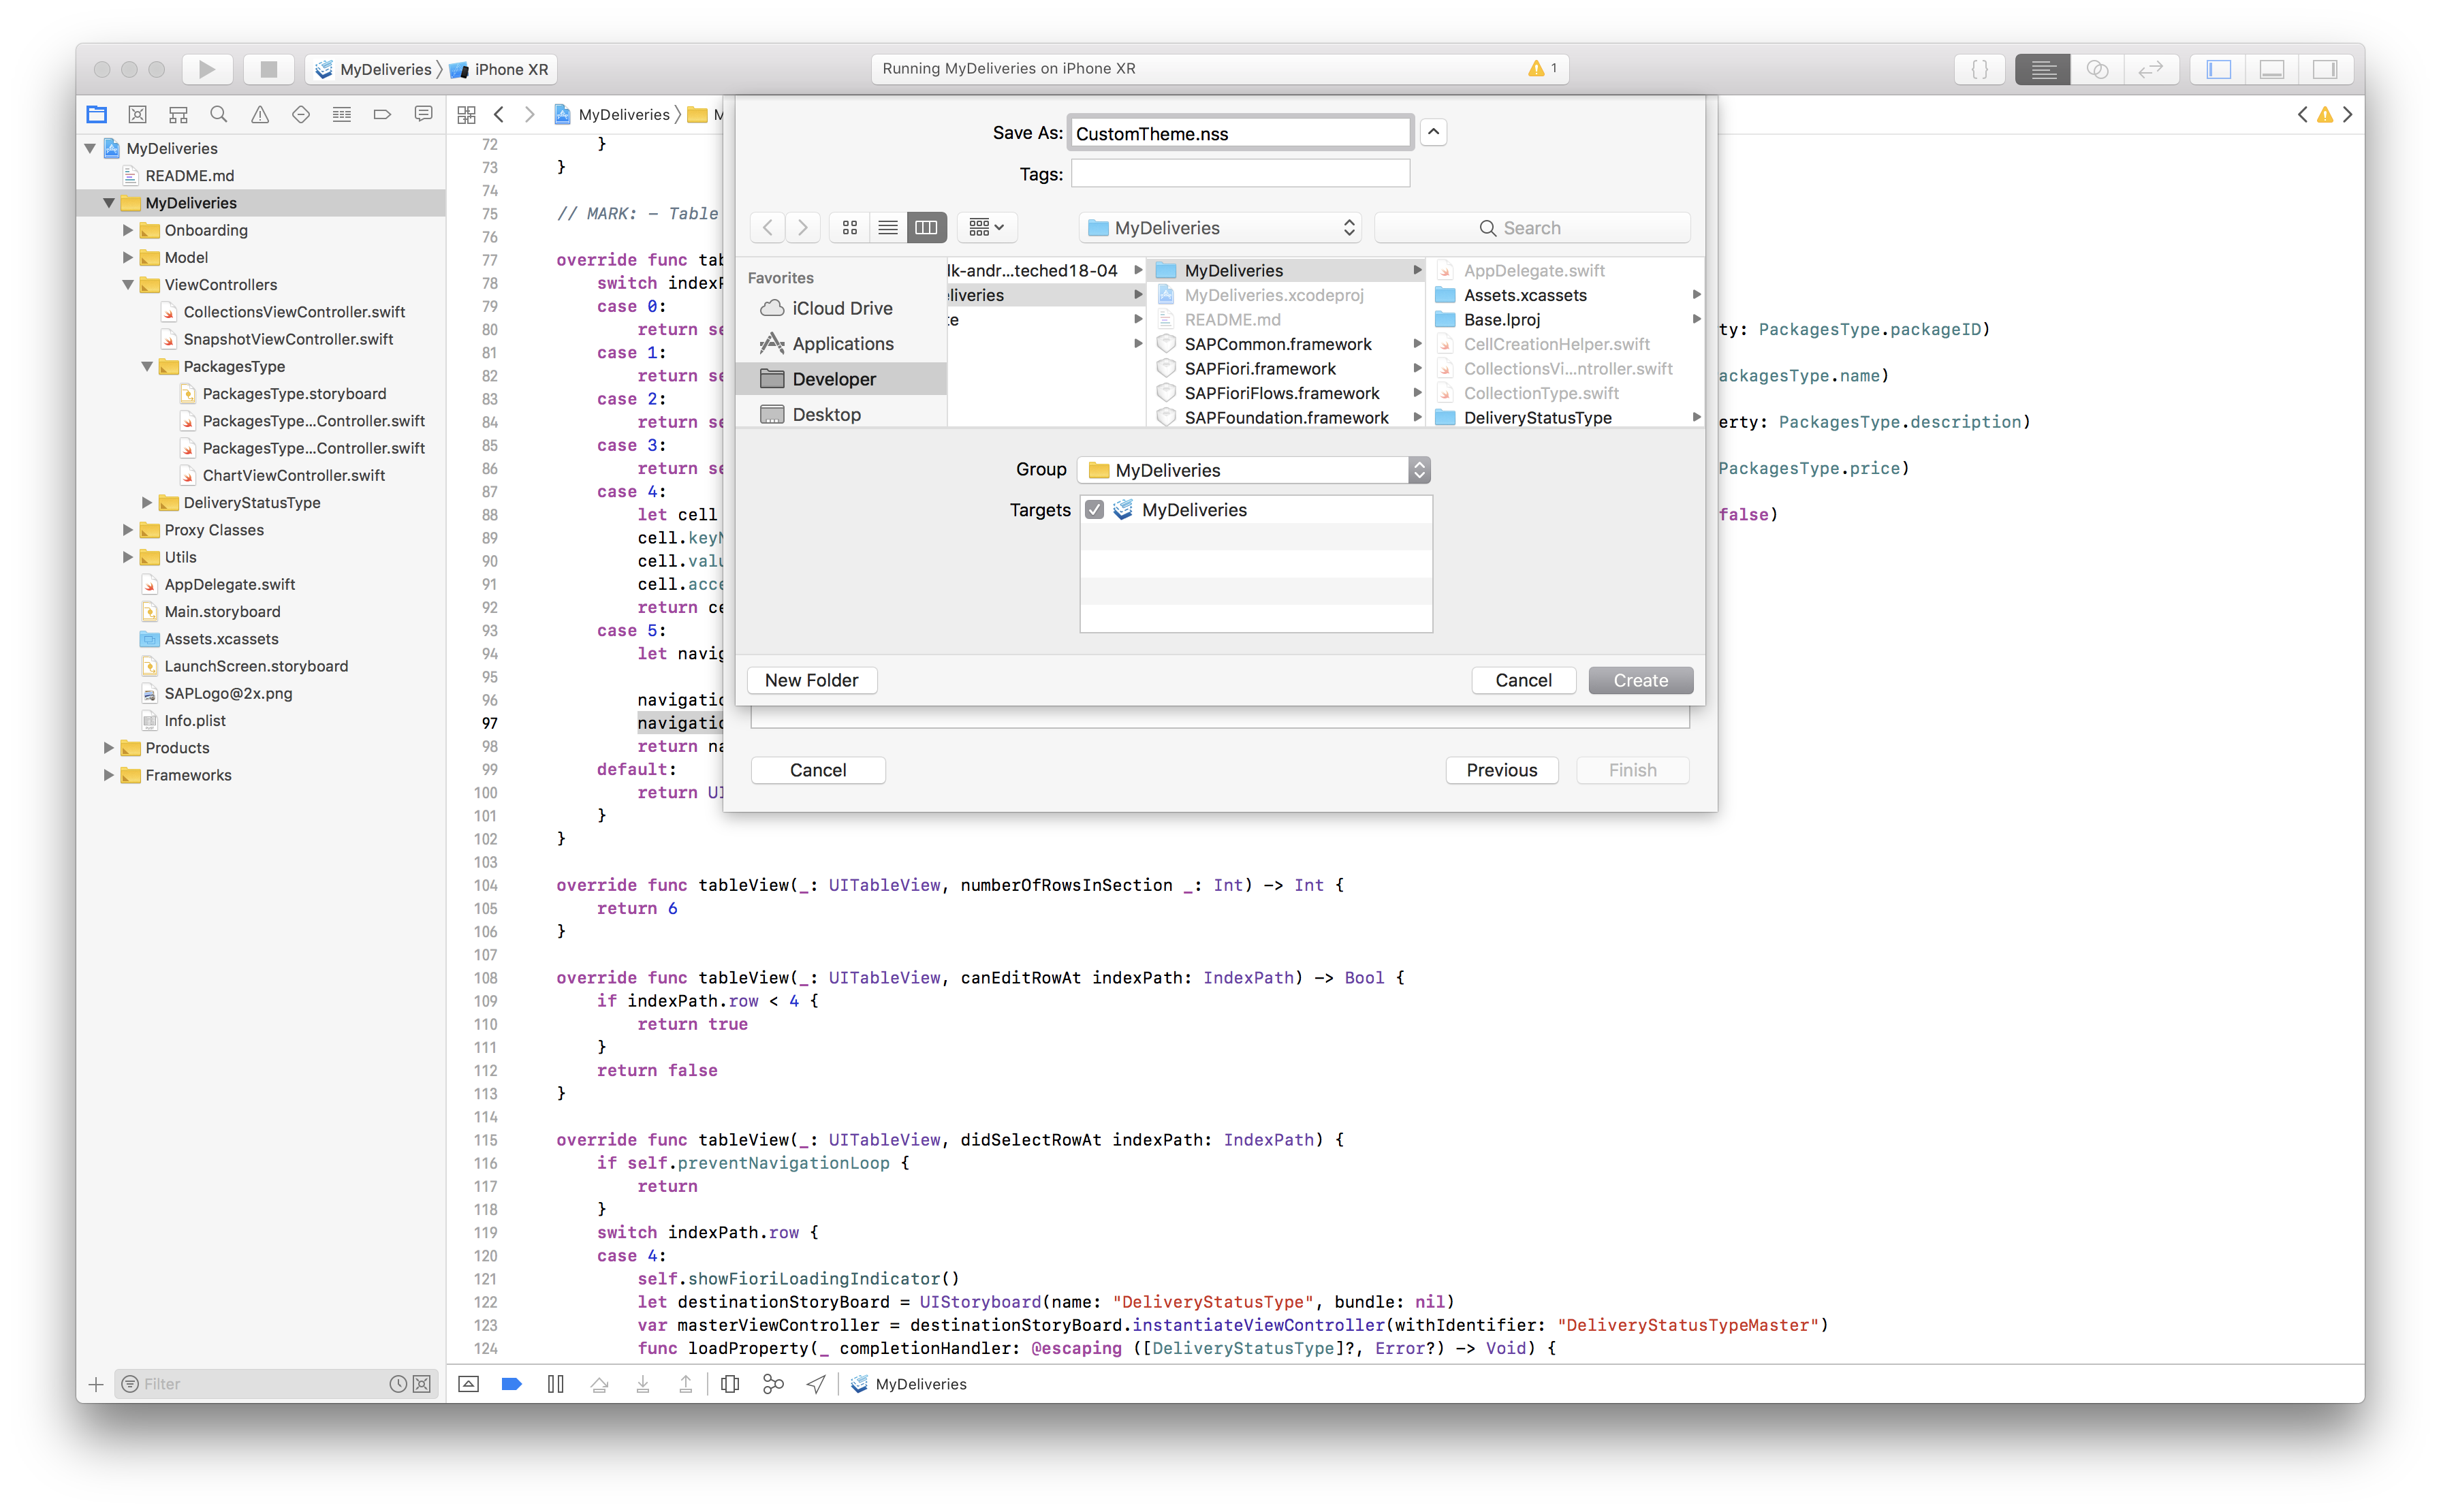 MyDeliveries 〉 iPhone XR
Running MyDeliveries on iPhone XR
1
MyDeliveries 〉 M
MyDeliveries
README.md
MyDeliveries
Onboarding
Model
ViewControllers
CollectionsViewController.swift
SnapshotViewController.swift
PackagesType
PackagesType.storyboard
PackagesType...Controller.swift
PackagesType...Controller.swift
ChartViewController.swift
DeliveryStatusType
Proxy Classes
Utils
AppDelegate.swift
Main.storyboard
Assets.xcassets
LaunchScreen.storyboard
SAPLogo@2x.png
Info.plist
Products
Frameworks
Filter
Save As: CustomTheme.nss
Tags:
MyDeliveries
Search
Favorites
iCloud Drive
Applications
Developer
Desktop
lk-andr...teched18-04
liveries
te
MyDeliveries
MyDeliveries.xcodeproj
README.md
SAPCommon.framework
SAPFiori.framework
SAPFioriFlows.framework
SAPFoundation.framework
AppDelegate.swift
Assets.xcassets
Base.lproj
CellCreationHelper.swift
CollectionsVi...ntroller.swift
CollectionType.swift
DeliveryStatusType
Group MyDeliveries
Targets MyDeliveries
New Folder
Cancel
Create
Cancel
Previous
Finish
72 }
73 }
74
75 // MARK: - Table
76
77 override func tab
78 switch indexP
79 case 0:
80 return se ty: PackagesType.packageID)
81 case 1:
82 return se ackagesType.name)
83 case 2:
84 return se erty: PackagesType.description)
85 case 3:
86 return se PackagesType.price)
87 case 4:
88 let cell false)
89 cell.keyN
90 cell.valu
91 cell.acce
92 return ce
93 case 5:
94 let navig
95
96 navigatio
97 navigatio
98 return na
99 default:
100 return UI
101 }
102 }
103
104 override func tableView(_: UITableView, numberOfRowsInSection _: Int) -> Int {
105 return 6
106 }
107
108 override func tableView(_: UITableView, canEditRowAt indexPath: IndexPath) -> Bool {
109 if indexPath.row < 4 {
110 return true
111 }
112 return false
113 }
114
115 override func tableView(_: UITableView, didSelectRowAt indexPath: IndexPath) {
116 if self.preventNavigationLoop {
117 return
118 }
119 switch indexPath.row {
120 case 4:
121 self.showFioriLoadingIndicator()
122 let destinationStoryBoard = UIStoryboard(name: "DeliveryStatusType", bundle: nil)
123 var masterViewController = destinationStoryBoard.instantiateViewController(withIdentifier: "DeliveryStatusTypeMaster")
124 func loadProperty(_ completionHandler: @escaping ([DeliveryStatusType]?, Error?) -> Void) {
MyDeliveries